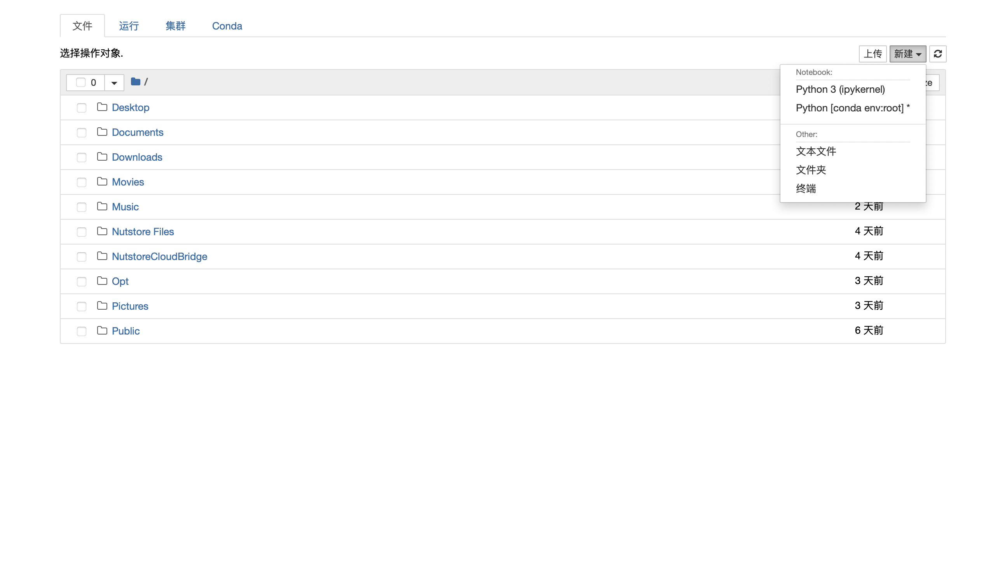 文件 运行 集群 Conda
选择操作对象. 上传 新建
0 /
Notebook:
Python 3 (ipykernel)
Python [conda env:root] *
Other:
文本文件
文件夹
终端
Desktop
Documents
Downloads
Movies
Music 2 天前
Nutstore Files 4 天前
NutstoreCloudBridge 4 天前
Opt 3 天前
Pictures 3 天前
Public 6 天前